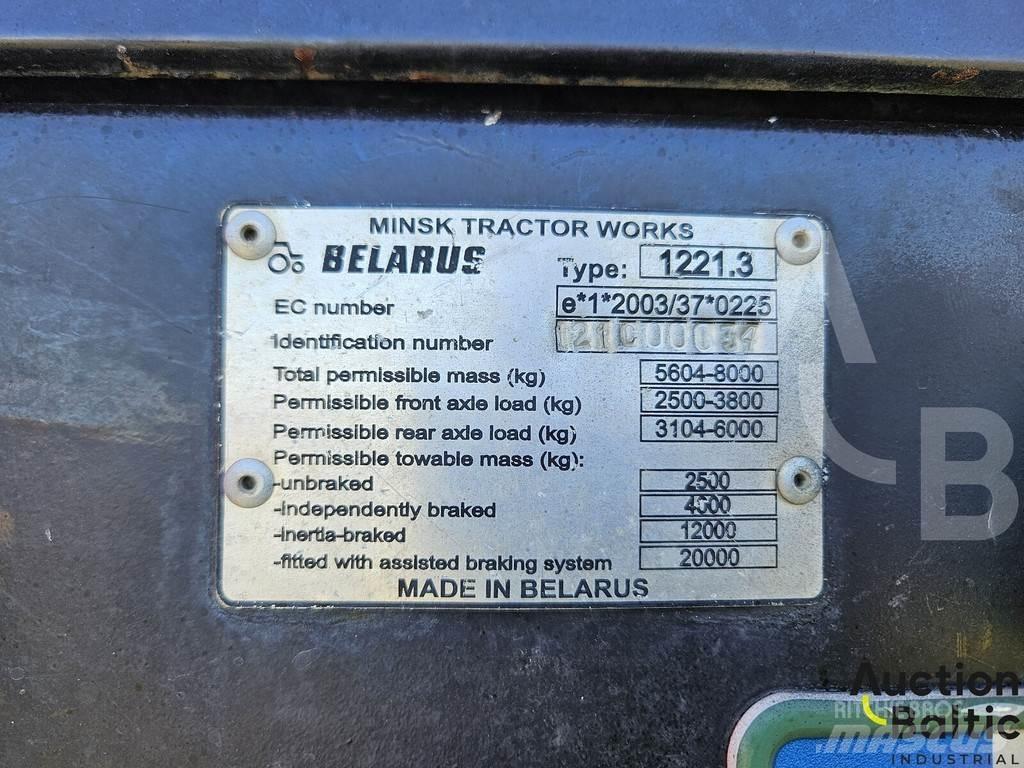 MINSK TRACTOR WORKS
BELARUS Type: 1221.3
EC number e*1*2003/37*0225
Identification number
Total permissible mass (kg) 5604-8000
Permissible front axle load (kg) 2500-3800
Permissible rear axle load (kg) 3104-6000
Permissible towable mass (kg):
-unbraked 2500
-Independently braked 4500
-Inertia-braked 12000
-fitted with assisted braking system 20000
MADE IN BELARUS
AB
Auction
Baltic
INDUSTRIAL